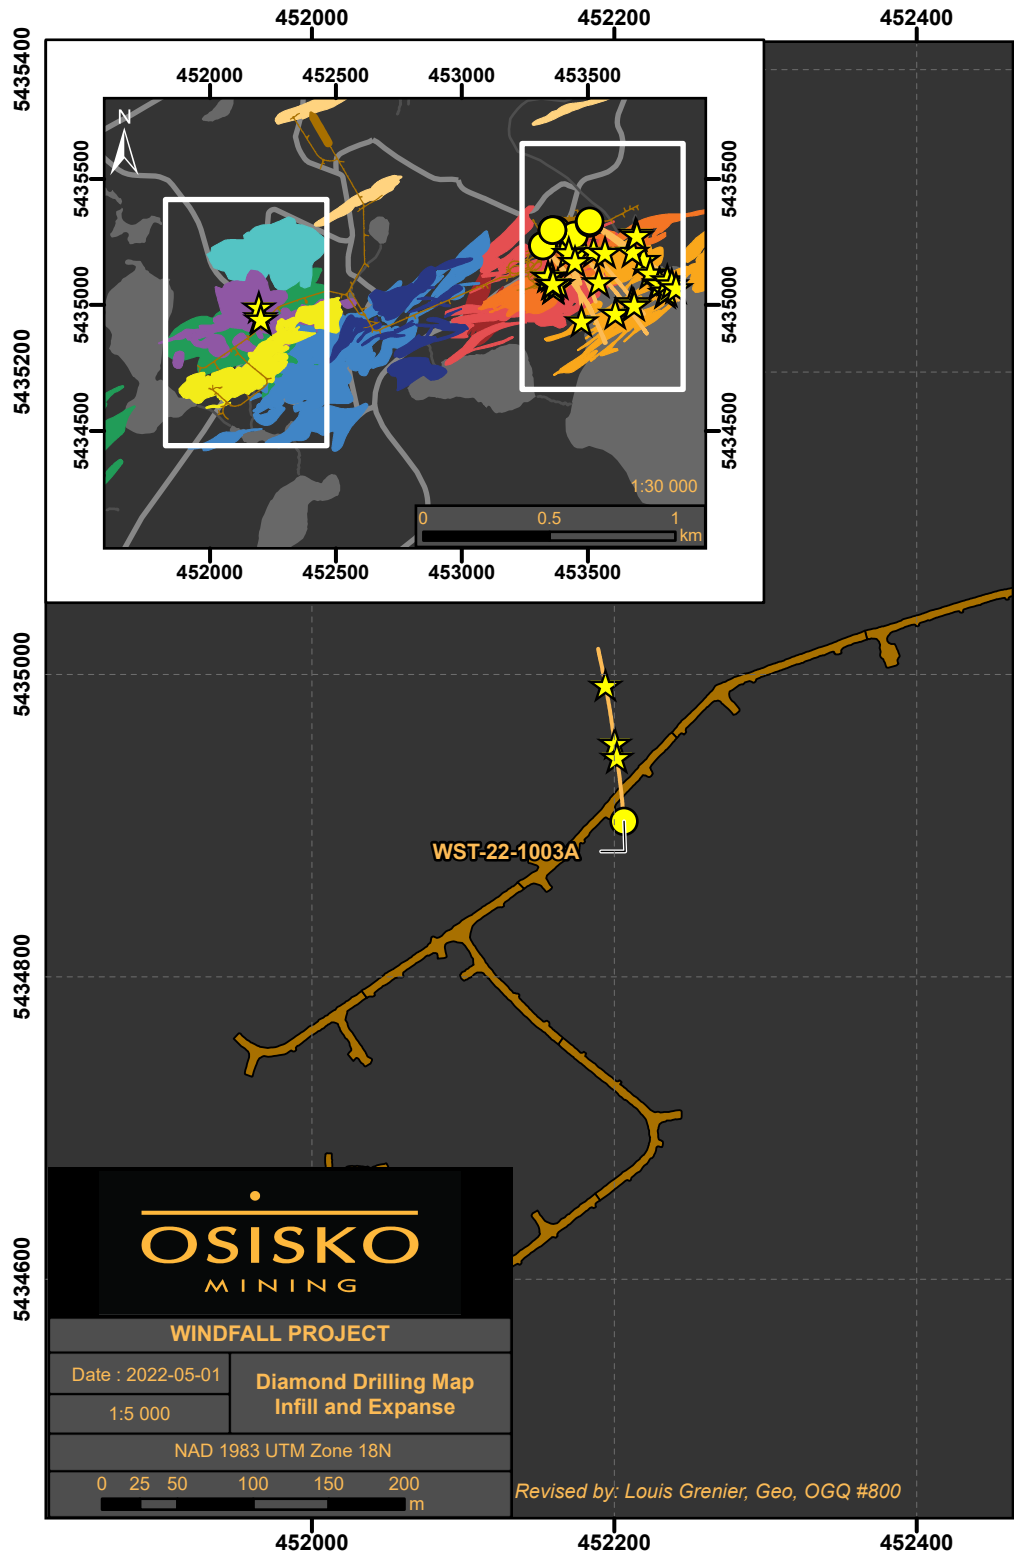 452000 452200 452400
5435400
5435200
5435000
5434800
5434600
452000 452500 453000 453500
N
5435500
5435000
5434500
5435500
5435000
5434500
1:30 000
0 0.5 1
km
452000 452500 453000 453500
WST-22-1003A
OSISKO
MINING
WINDFALL PROJECT
Date : 2022-05-01
1:5 000
Diamond Drilling Map
Infill and Expanse
NAD 1983 UTM Zone 18N
0 25 50 100 150 200
m
Revised by: Louis Grenier, Geo, OGQ #800
452000 452200 452400